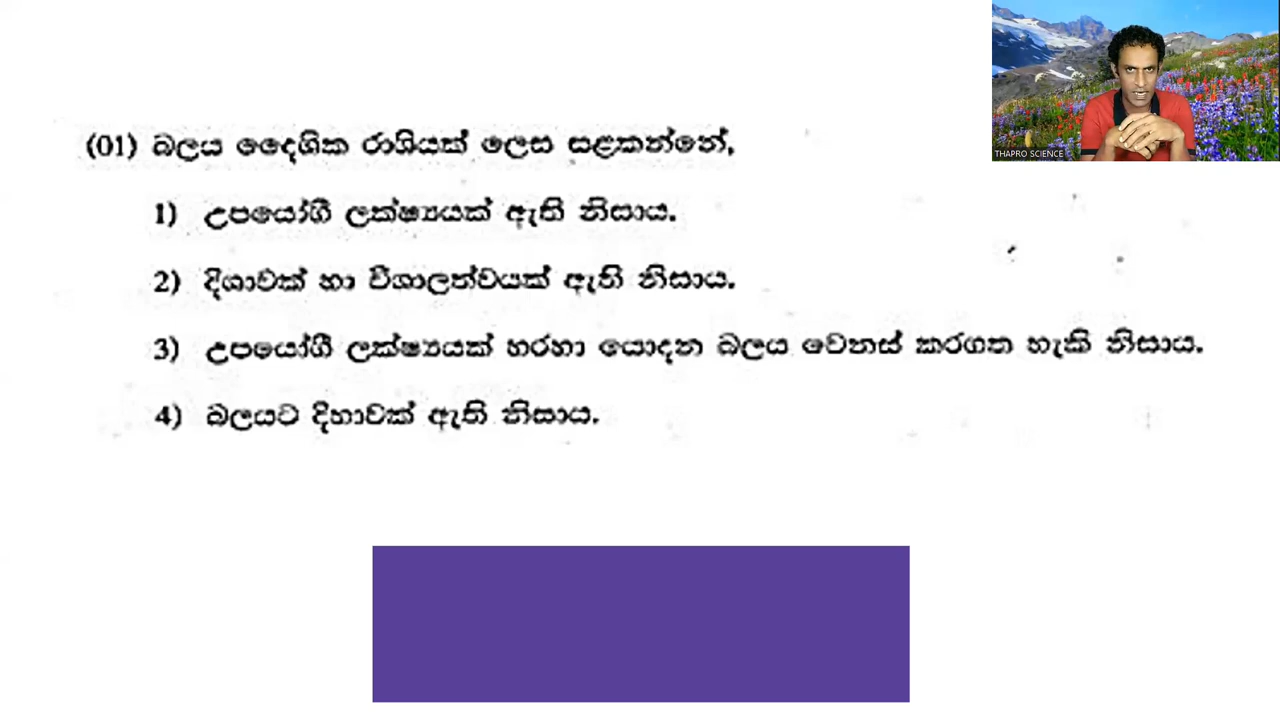 THAPRO SCIENCE
(01) බලය දෛශික රාශියක් ලෙස සළකන්නේ,
1) උපයෝගී ලක්ෂ්‍යයක් ඇති නිසාය.
2) දිශාවක් හා විශාලත්වයක් ඇති නිසාය.
3) උපයෝගී ලක්ෂ්‍යයක් හරහා යොදන බලය වෙනස් කරගත හැකි නිසාය.
4) බලයට දිහාවක් ඇති නිසාය.